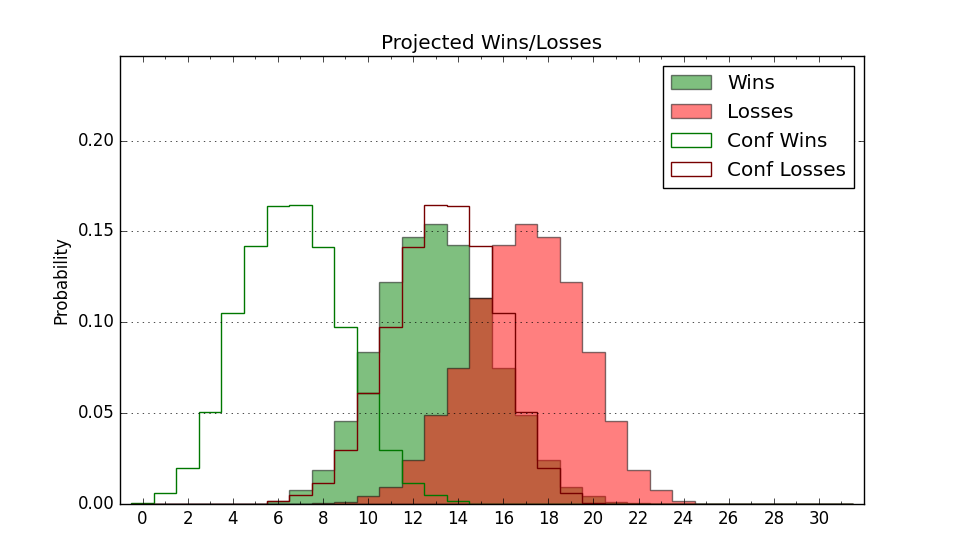 Projected Wins/Losses
Wins
Losses
Conf Wins
Conf Losses
Probability
0.20
0.15
0.10
0.05
0.00
0 2 4 6 8 10 12 14 16 18 20 22 24 26 28 30